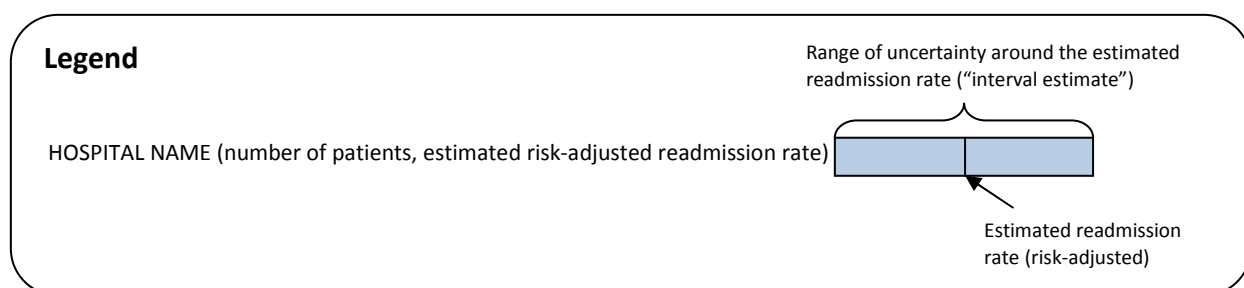 Legend
Range of uncertainty around the estimated
readmission rate (“interval estimate”)
HOSPITAL NAME (number of patients, estimated risk-adjusted readmission rate)
Estimated readmission
rate (risk-adjusted)